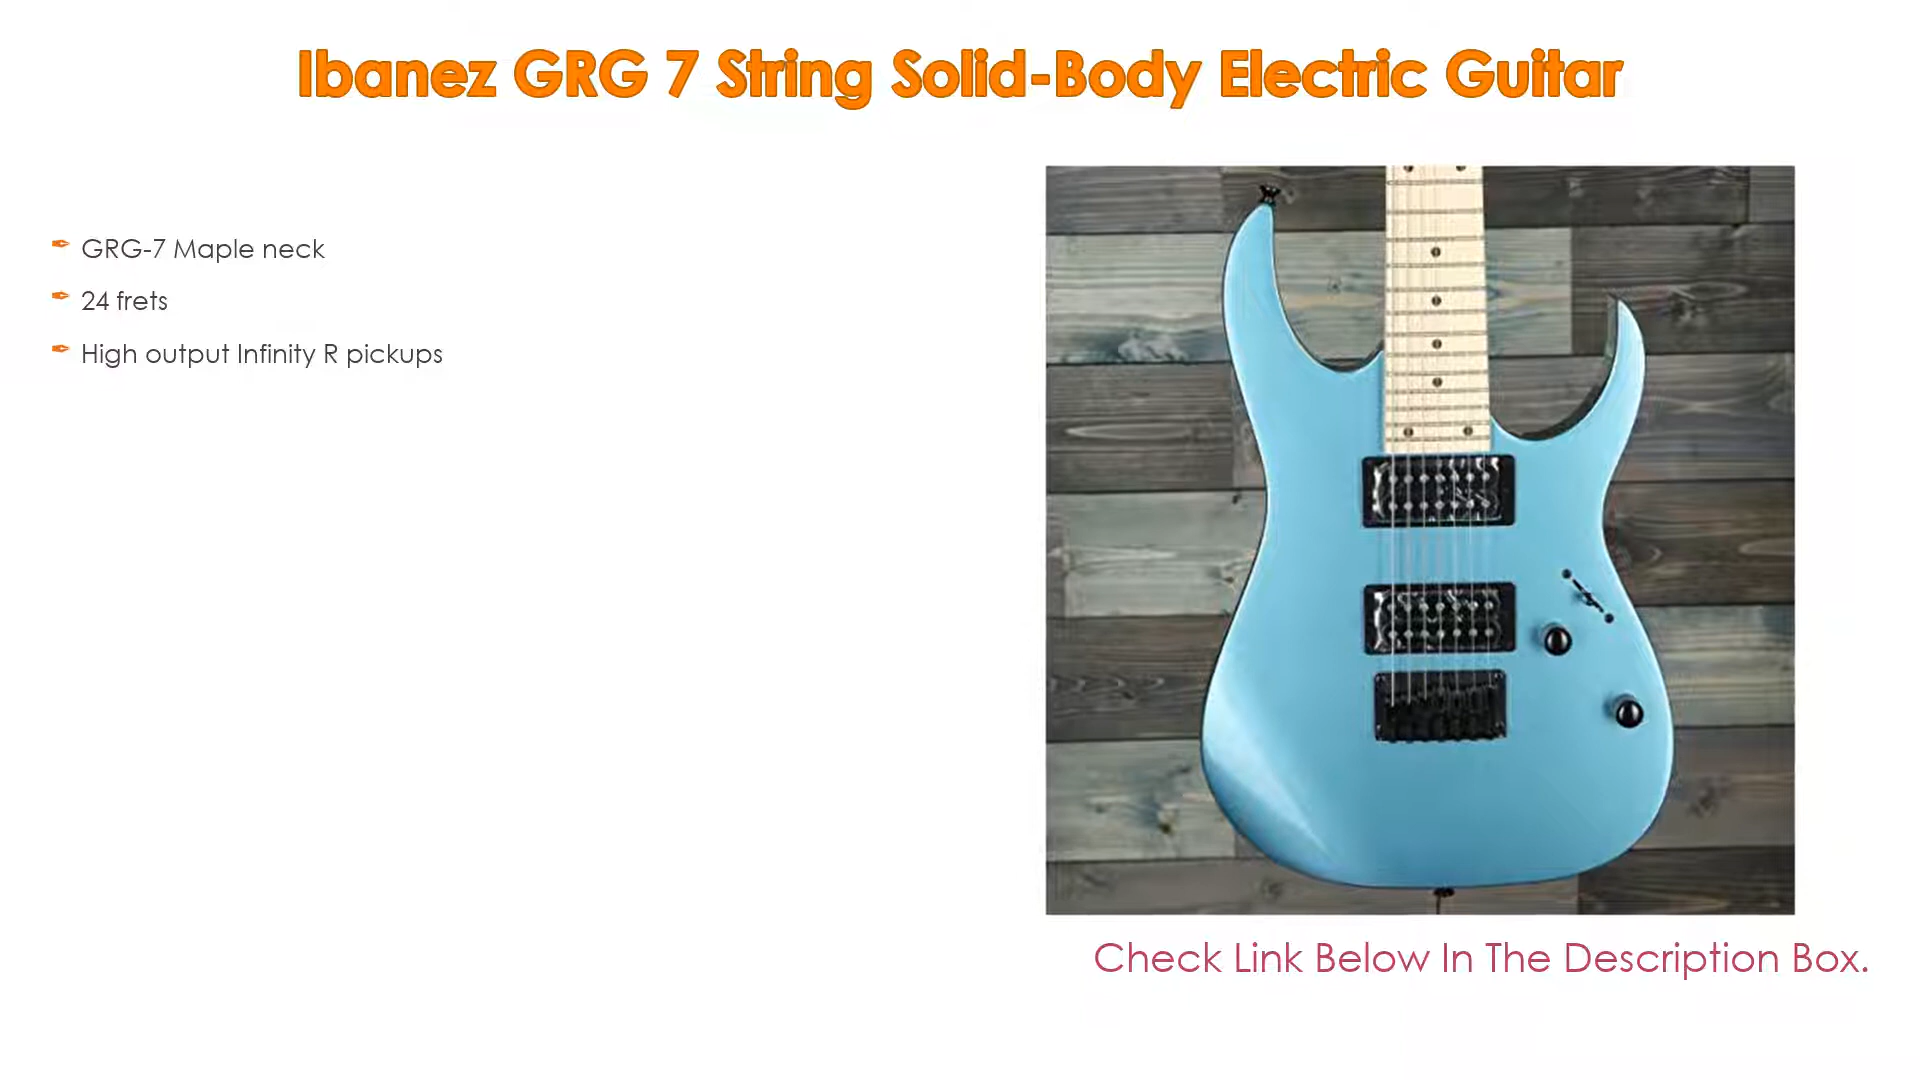 Ibanez GRG 7 String Solid-Body Electric Guitar
GRG-7 Maple neck
24 frets
High output Infinity R pickups
Check Link Below In The Description Box.